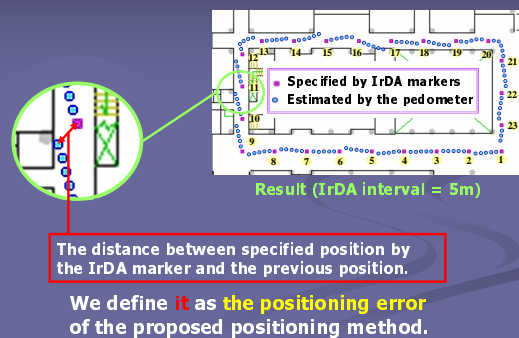 12 13 14 15 16 17 18 19 20
11
21
10
22
9
23
8 7 6 5 4 3 2 1
Specified by IrDA markers
Estimated by the pedometer
Result (IrDA interval = 5m)
The distance between specified position by
the IrDA marker and the previous position.
We define it as the positioning error
of the proposed positioning method.